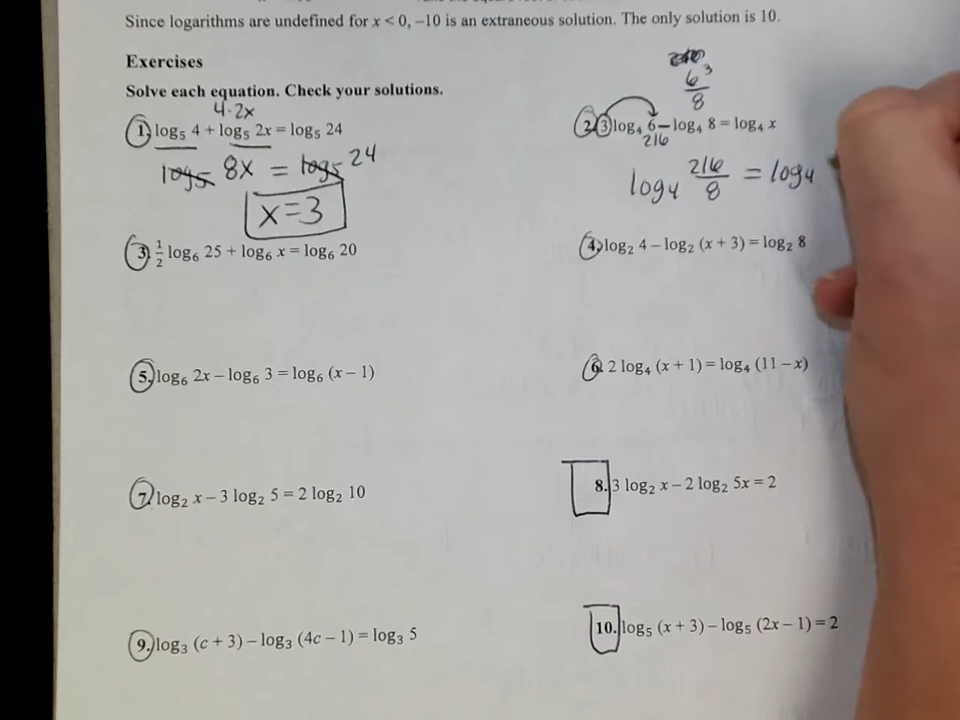 Since logarithms are undefined for x < 0, −10 is an extraneous solution. The only solution is 10.
Exercises
Solve each equation. Check your solutions.
4·2x
1. log₅ 4 + log₅ 2x = log₅ 24
log₅ 8x = log₅ 24
x=3
6³
8
2. 3 log₄ 6 − log₄ 8 = log₄ x
216
log₄ 216/8 = log₄
3. 1/2 log₆ 25 + log₆ x = log₆ 20
4. log₂ 4 − log₂ (x + 3) = log₂ 8
5. log₆ 2x − log₆ 3 = log₆ (x − 1)
6. 2 log₄ (x + 1) = log₄ (11 − x)
7. log₂ x − 3 log₂ 5 = 2 log₂ 10
8. 3 log₂ x − 2 log₂ 5x = 2
9. log₃ (c + 3) − log₃ (4c − 1) = log₃ 5
10. log₅ (x + 3) − log₅ (2x − 1) = 2